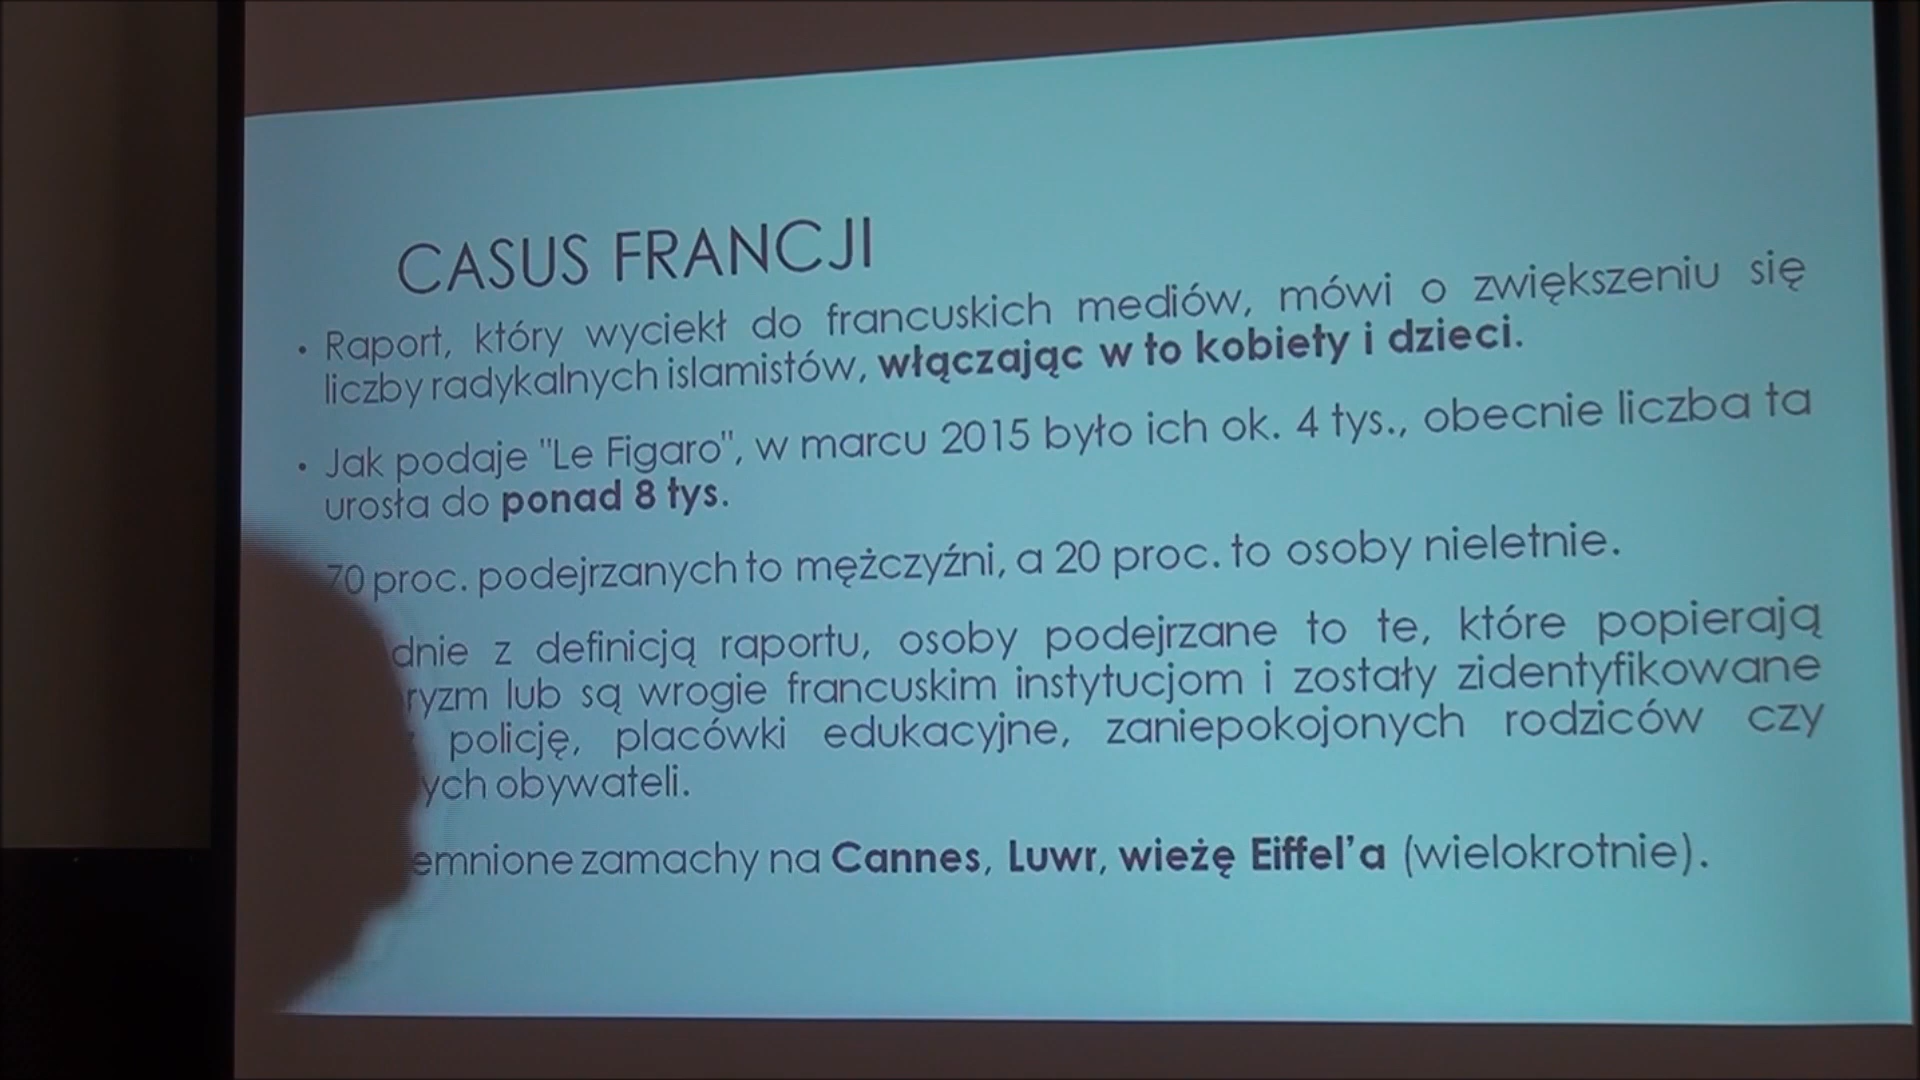 CASUS FRANCJI
• Raport, który wyciekł do francuskich mediów, mówi o zwiększeniu się
liczby radykalnych islamistów, włączając w to kobiety i dzieci.
• Jak podaje "Le Figaro", w marcu 2015 było ich ok. 4 tys., obecnie liczba ta
urosła do ponad 8 tys.
70 proc. podejrzanych to mężczyźni, a 20 proc. to osoby nieletnie.
z definicją raportu, osoby podejrzane to te, które popierają
lub są wrogie francuskim instytucjom i zostały zidentyfikowane
policję, placówki edukacyjne, zaniepokojonych rodziców czy
obywateli.
zamachy na Cannes, Luwr, wieżę Eiffel'a (wielokrotnie).